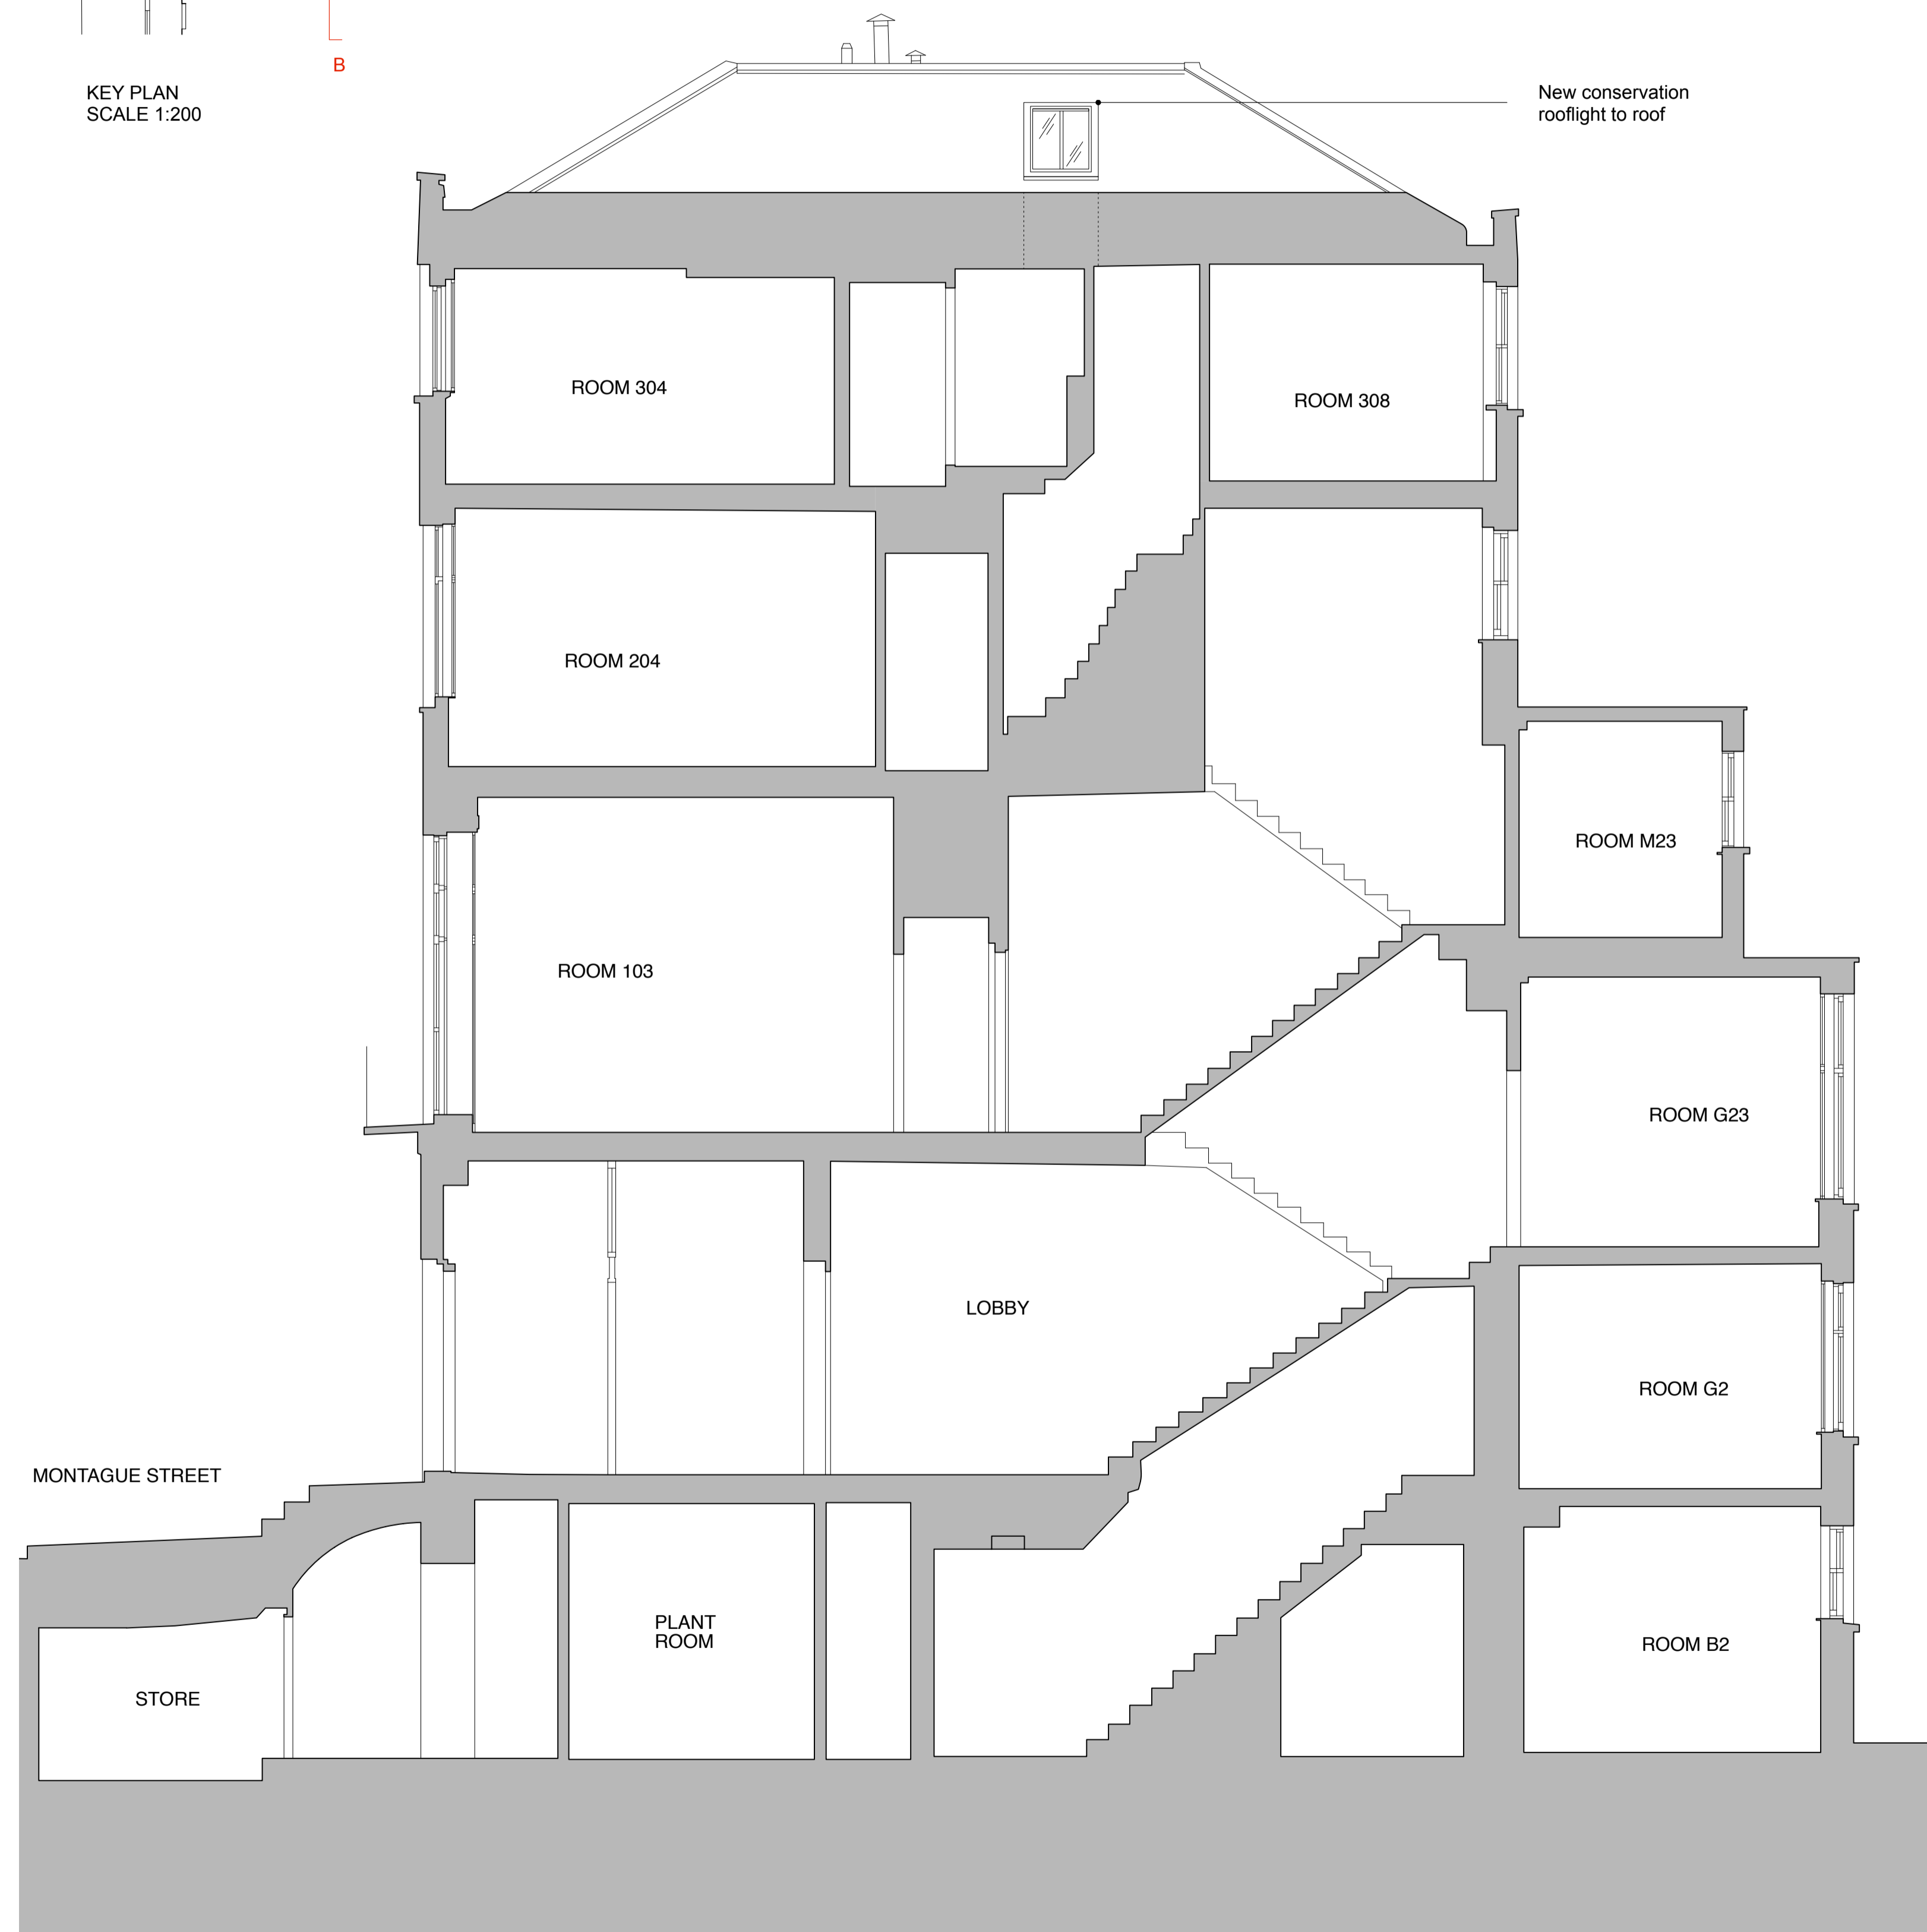 B
KEY PLAN
SCALE 1:200
New conservation
rooflight to roof
ROOM 304
ROOM 308
ROOM 204
ROOM M23
ROOM 103
ROOM G23
LOBBY
ROOM G2
MONTAGUE STREET
PLANT
ROOM
ROOM B2
STORE